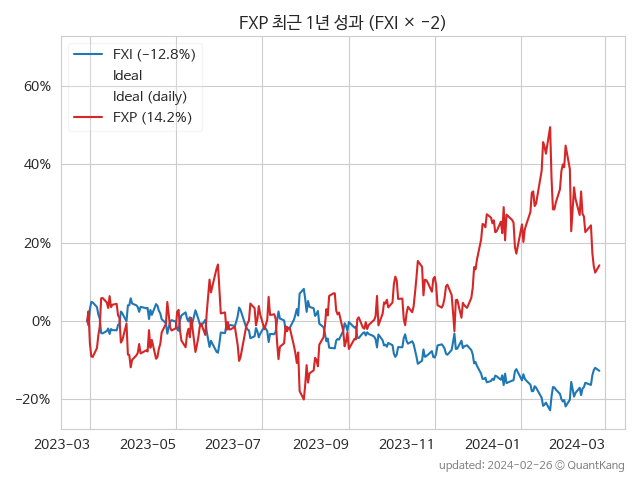 FXP 최근 1년 성과 (FXI × −2)
FXI (−12.8%)
Ideal
Ideal (daily)
FXP (14.2%)
60%
40%
20%
0%
−20%
2023-03 2023-05 2023-07 2023-09 2023-11 2024-01 2024-03
updated: 2024-02-26 © QuantKang